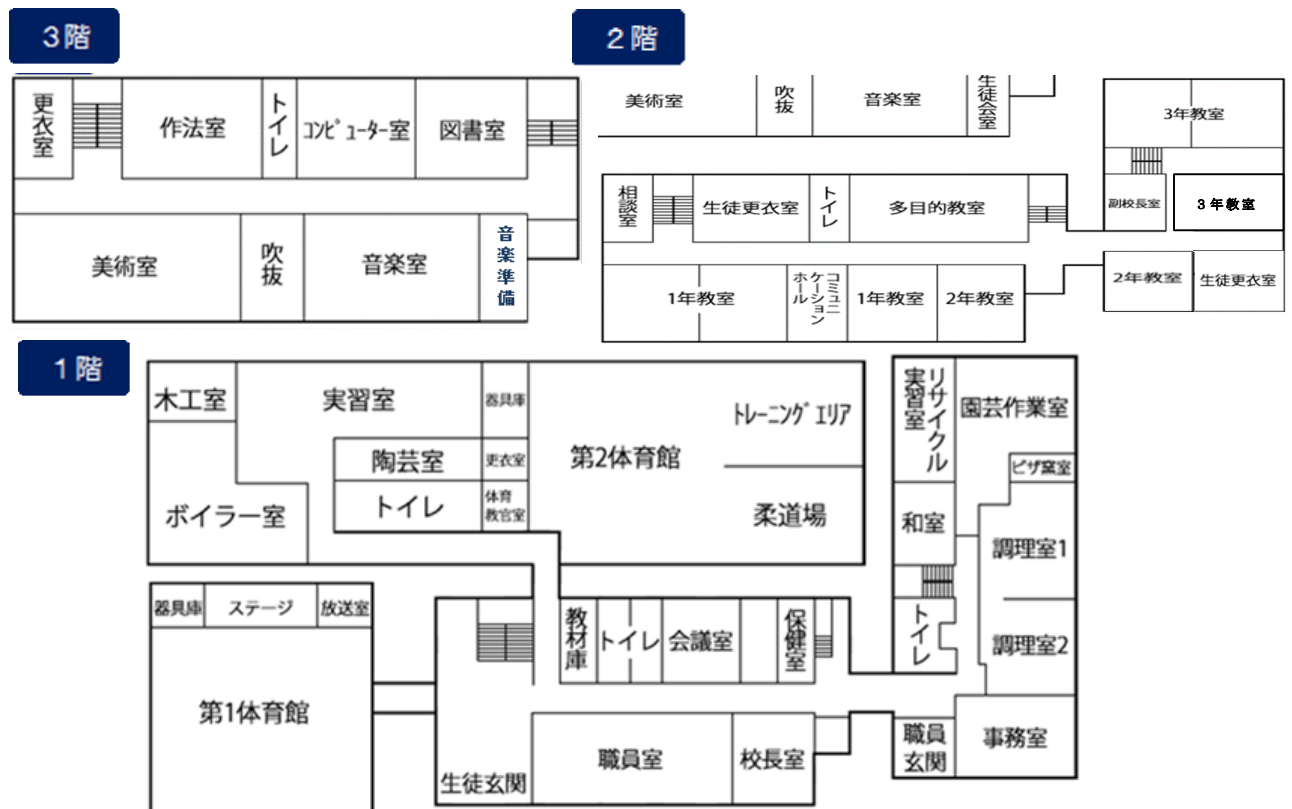 3階
更衣室
作法室
トイレ
コンピューター室
図書室
美術室
吹抜
音楽室
音楽準備
2階
美術室
吹抜
音楽室
生徒会室
3年教室
相談室
生徒更衣室
トイレ
多目的教室
副校長室
3年教室
1年教室
コミュニ
ケーション
ホール
1年教室
2年教室
2年教室
生徒更衣室
1階
木工室
実習室
器具庫
トレーニングエリア
リサイクル
実習室
園芸作業室
陶芸室
更衣室
第2体育館
ピザ窯室
ボイラー室
トイレ
体育
教官室
柔道場
和室
調理室1
器具庫
ステージ
放送室
教材庫
トイレ
会議室
保健室
トイレ
調理室2
第1体育館
生徒玄関
職員室
校長室
職員
玄関
事務室